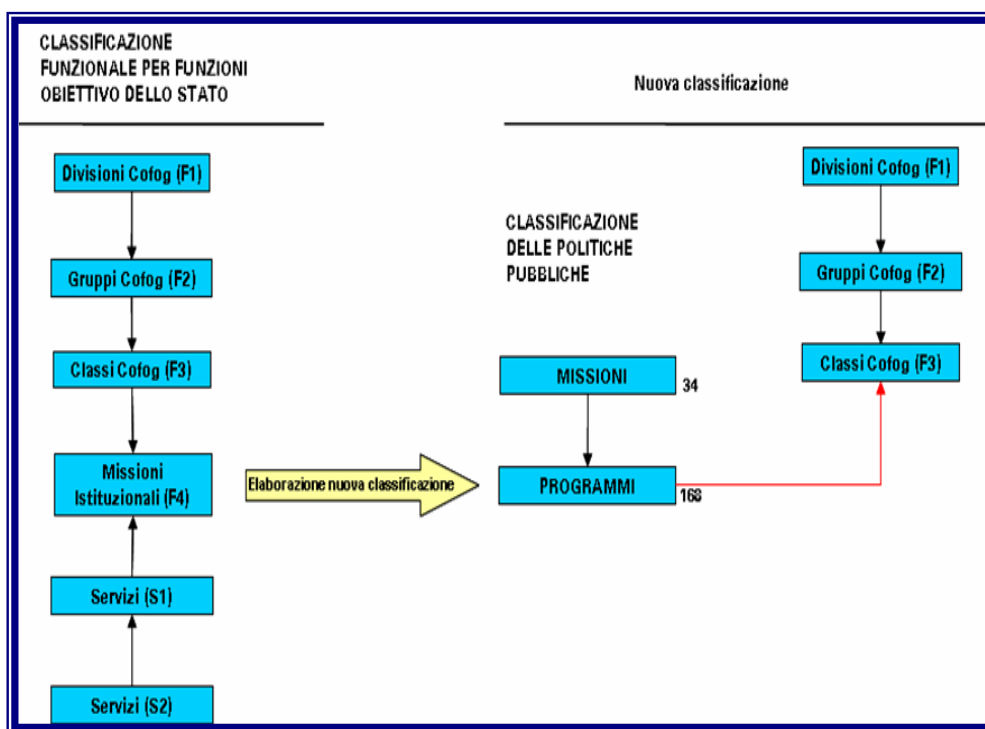 CLASSIFICAZIONE
FUNZIONALE PER FUNZIONI
OBIETTIVO DELLO STATO
Divisioni Cofog (F1)
Gruppi Cofog (F2)
Classi Cofog (F3)
Missioni
Istituzionali (F4)
Servizi (S1)
Servizi (S2)
Elaborazione nuova classificazione
Nuova classificazione
CLASSIFICAZIONE
DELLE POLITICHE
PUBBLICHE
MISSIONI
34
PROGRAMMI
168
Divisioni Cofog (F1)
Gruppi Cofog (F2)
Classi Cofog (F3)